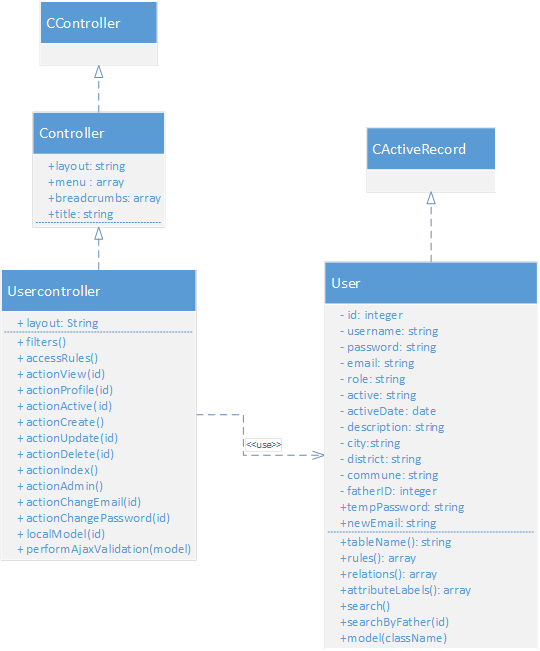 CController
Controller
+layout: string
+menu : array
+breadcrumbs: array
+title: string
CActiveRecord
Usercontroller
+ layout: String
+ filters()
+ accessRules()
+ actionView(id)
+ actionProfile(id)
+ actionActive(id)
+ actionCreate()
+ actionUpdate(id)
+ actionDelete(id)
+ actionIndex()
+ actionAdmin()
+ actionChangEmail(id)
+ actionChangePassword(id)
+ localModel(id)
+ performAjaxValidation(model)
<<use>>
User
- id: integer
- username: string
- password: string
- email: string
- role: string
- active: string
- activeDate: date
- description: string
- city:string
- district: string
- commune: string
- fatherID: integer
+tempPassword: string
+newEmail: string
+tableName(): string
+rules(): array
+relations(): array
+attributeLabels(): array
+search()
+searchByFather(id)
+model(className)